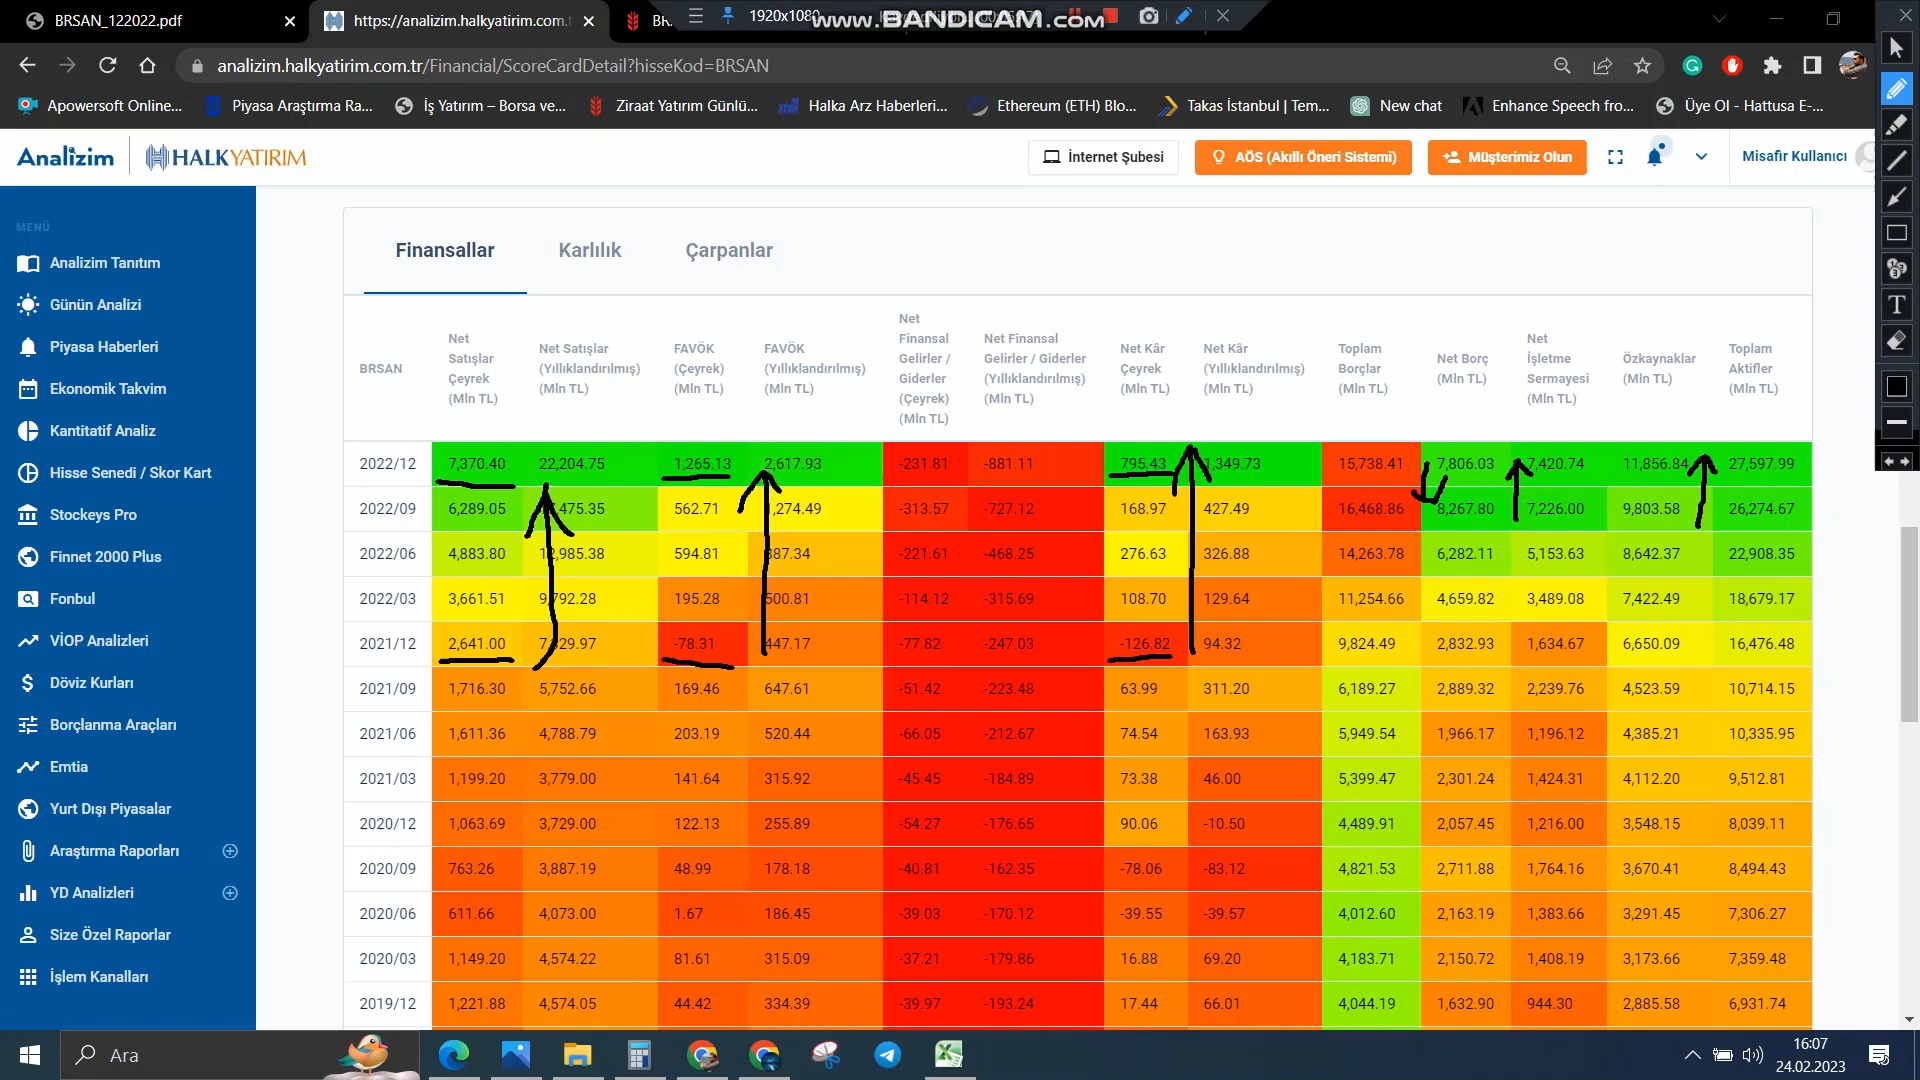 BRSAN_122022.pdf
https://analizim.halkyatirim.com.t
BR
1920x1080
www.BANDICAM.com
analizim.halkyatirim.com.tr/Financial/ScoreCardDetail?hisseKod=BRSAN
Apowersoft Online...
Piyasa Araştırma Ra...
İş Yatırım – Borsa ve...
Ziraat Yatırım Günlü...
Halka Arz Haberleri...
Ethereum (ETH) Blo...
Takas İstanbul | Tem...
New chat
Enhance Speech fro...
Üye Ol - Hattusa E-...
Analizim
HALKYATIRIM
İnternet Şubesi
AÖS (Akıllı Öneri Sistemi)
Müşterimiz Olun
Misafir Kullanıcı
MENÜ
Analizim Tanıtım
Günün Analizi
Piyasa Haberleri
Ekonomik Takvim
Kantitatif Analiz
Hisse Senedi / Skor Kart
Stockeys Pro
Finnet 2000 Plus
Fonbul
VİOP Analizleri
Döviz Kurları
Borçlanma Araçları
Emtia
Yurt Dışı Piyasalar
Araştırma Raporları
YD Analizleri
Size Özel Raporlar
İşlem Kanalları
Finansallar
Karlılık
Çarpanlar
BRSAN
Net
Satışlar
Çeyrek
(Mln TL)
Net Satışlar
(Yıllıklandırılmış)
(Mln TL)
FAVÖK
(Çeyrek)
(Mln TL)
FAVÖK
(Yıllıklandırılmış)
(Mln TL)
Net
Finansal
Gelirler /
Giderler
(Çeyrek)
(Mln TL)
Net Finansal
Gelirler / Giderler
(Yıllıklandırılmış)
(Mln TL)
Net Kâr
Çeyrek
(Mln TL)
Net Kâr
(Yıllıklandırılmış)
(Mln TL)
Toplam
Borçlar
(Mln TL)
Net Borç
(Mln TL)
Net
İşletme
Sermayesi
(Mln TL)
Özkaynaklar
(Mln TL)
Toplam
Aktifler
(Mln TL)
2022/12 7,370.40 22,204.75 1,265.13 2,617.93 -231.81 -881.11 795.43 1,349.73 15,738.41 7,806.03 7,420.74 11,856.84 27,597.99
2022/09 6,289.05 475.35 562.71 ,274.49 -313.57 -727.12 168.97 427.49 16,468.86 8,267.80 7,226.00 9,803.58 26,274.67
2022/06 4,883.80 12,985.38 594.81 387.34 -221.61 -468.25 276.63 326.88 14,263.78 6,282.11 5,153.63 8,642.37 22,908.35
2022/03 3,661.51 9,792.28 195.28 500.81 -114.12 -315.69 108.70 129.64 11,254.66 4,659.82 3,489.08 7,422.49 18,679.17
2021/12 2,641.00 7, 29.97 -78.31 447.17 -77.82 -247.03 -126.82 94.32 9,824.49 2,832.93 1,634.67 6,650.09 16,476.48
2021/09 1,716.30 5,752.66 169.46 647.61 -51.42 -223.48 63.99 311.20 6,189.27 2,889.32 2,239.76 4,523.59 10,714.15
2021/06 1,611.36 4,788.79 203.19 520.44 -66.05 -212.67 74.54 163.93 5,949.54 1,966.17 1,196.12 4,385.21 10,335.95
2021/03 1,199.20 3,779.00 141.64 315.92 -45.45 -184.89 73.38 46.00 5,399.47 2,301.24 1,424.31 4,112.20 9,512.81
2020/12 1,063.69 3,729.00 122.13 255.89 -54.27 -176.65 90.06 -10.50 4,489.91 2,057.45 1,216.00 3,548.15 8,039.11
2020/09 763.26 3,887.19 48.99 178.18 -40.81 -162.35 -78.06 -83.12 4,821.53 2,711.88 1,764.16 3,670.41 8,494.43
2020/06 611.66 4,073.00 1.67 186.45 -39.03 -170.12 -39.55 -39.57 4,012.60 2,163.19 1,383.66 3,291.45 7,306.27
2020/03 1,149.20 4,574.22 81.61 315.09 -37.21 -179.86 16.88 69.20 4,183.71 2,150.72 1,408.19 3,173.66 7,359.48
2019/12 1,221.88 4,574.05 44.42 334.39 -39.97 -193.24 17.44 66.01 4,044.19 1,632.90 944.30 2,885.58 6,931.74
Ara
16:07
24.02.2023